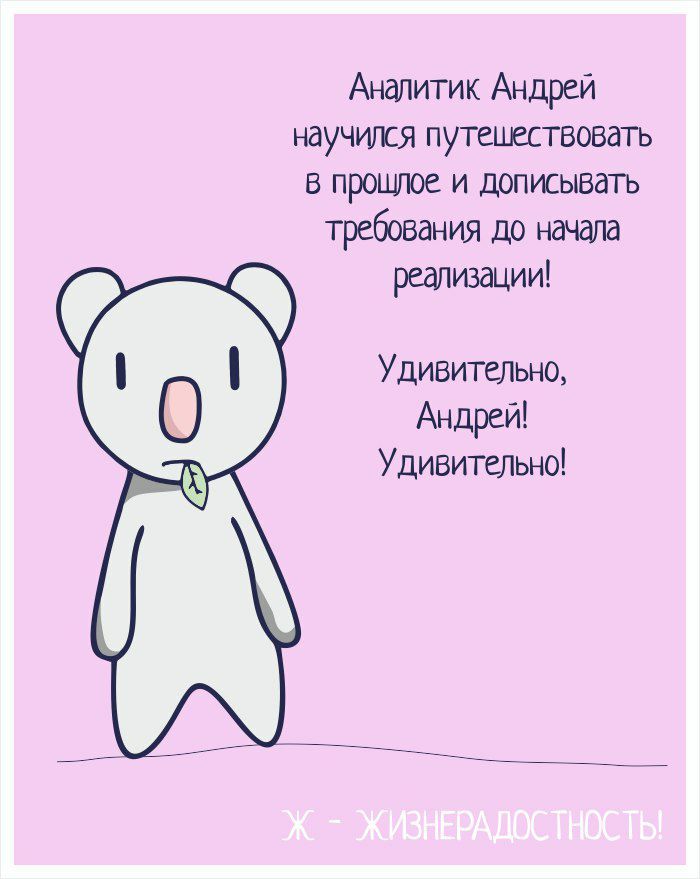 Аналитик Андрей
научился путешествовать
в прошлое и дописывать
требования до начала
реализации!
Удивительно,
Андрей!
Удивительно!
Ж - ЖИЗНЕРАДОСТНОСТЬ!